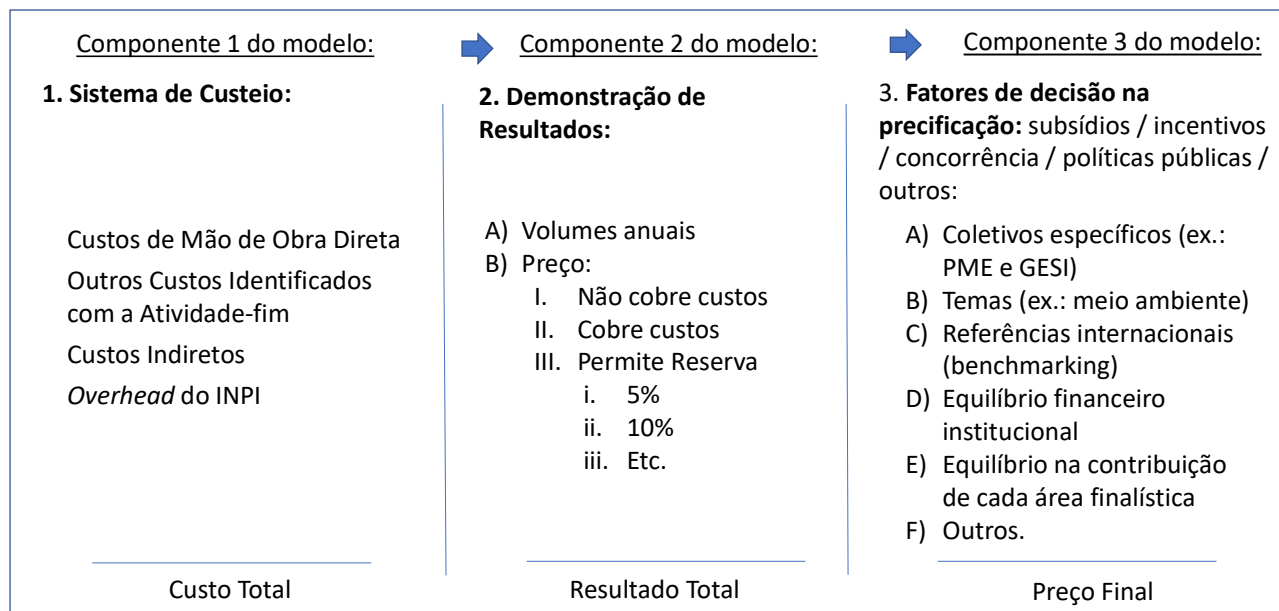 Componente 1 do modelo:
1. Sistema de Custeio:
Custos de Mão de Obra Direta
Outros Custos Identificados
com a Atividade-fim
Custos Indiretos
Overhead do INPI
Custo Total
Componente 2 do modelo:
2. Demonstração de
Resultados:
A) Volumes anuais
B) Preço:
I. Não cobre custos
II. Cobre custos
III. Permite Reserva
i. 5%
ii. 10%
iii. Etc.
Resultado Total
Componente 3 do modelo:
3. Fatores de decisão na
precificação: subsídios / incentivos
/ concorrência / políticas públicas /
outros:
A) Coletivos específicos (ex.:
PME e GESI)
B) Temas (ex.: meio ambiente)
C) Referências internacionais
(benchmarking)
D) Equilíbrio financeiro
institucional
E) Equilíbrio na contribuição
de cada área finalística
F) Outros.
Preço Final